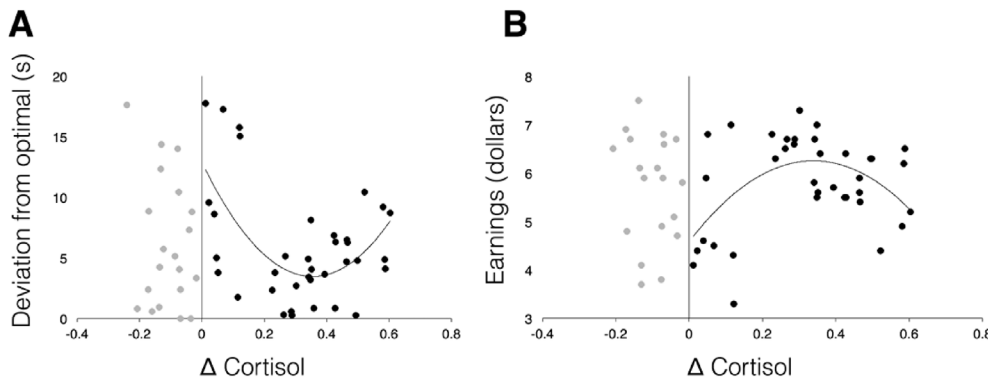 A
Deviation from optimal (s)
20
15
10
5
0
-0.4 -0.2 0 0.2 0.4 0.6 0.8
Δ Cortisol
B
Earnings (dollars)
8
7
6
5
4
3
-0.4 -0.2 0 0.2 0.4 0.6 0.8
Δ Cortisol